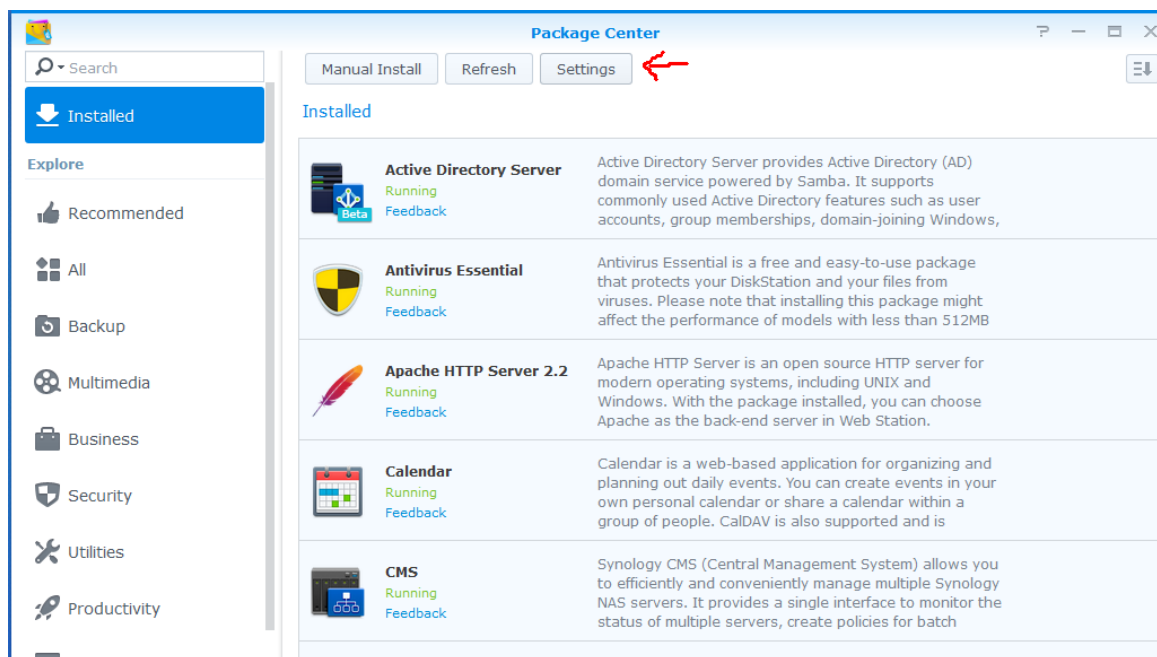 Package Center
Search
Manual Install
Refresh
Settings
Installed
Explore
Recommended
All
Backup
Multimedia
Business
Security
Utilities
Productivity
Installed
Active Directory Server
Running
Feedback
Beta
Active Directory Server provides Active Directory (AD)
domain service powered by Samba. It supports
commonly used Active Directory features such as user
accounts, group memberships, domain-joining Windows,
Antivirus Essential
Running
Feedback
Antivirus Essential is a free and easy-to-use package
that protects your DiskStation and your files from
viruses. Please note that installing this package might
affect the performance of models with less than 512MB
Apache HTTP Server 2.2
Running
Feedback
Apache HTTP Server is an open source HTTP server for
modern operating systems, including UNIX and
Windows. With the package installed, you can choose
Apache as the back-end server in Web Station.
Calendar
Running
Feedback
Calendar is a web-based application for organizing and
planning out daily events. You can create events in your
own personal calendar or share a calendar within a
group of people. CalDAV is also supported and is
CMS
Running
Feedback
Synology CMS (Central Management System) allows you
to efficiently and conveniently manage multiple Synology
NAS servers. It provides a single interface to monitor the
status of multiple servers, create policies for batch